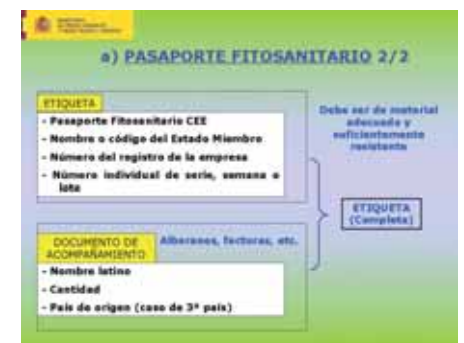 a) PASAPORTE FITOSANITARIO 2/2
ETIQUETA
- Pasaporte Fitosanitario CEE
- Nombre o código del Estado Miembro
- Número del registro de la empresa
- Número individual de serie, semana o
lote
Debe ser de material
adecuado y
suficientemente
resistente
ETIQUETA
(Completa)
DOCUMENTO DE
ACOMPAÑAMIENTO
Albaranes, facturas, etc.
- Nombre latino
- Cantidad
- País de origen (caso de 3º país)